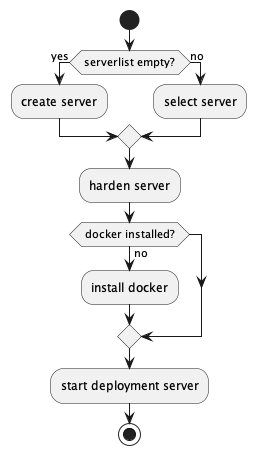 serverlist empty?
yes
no
create server
select server
harden server
docker installed?
no
install docker
start deployment server